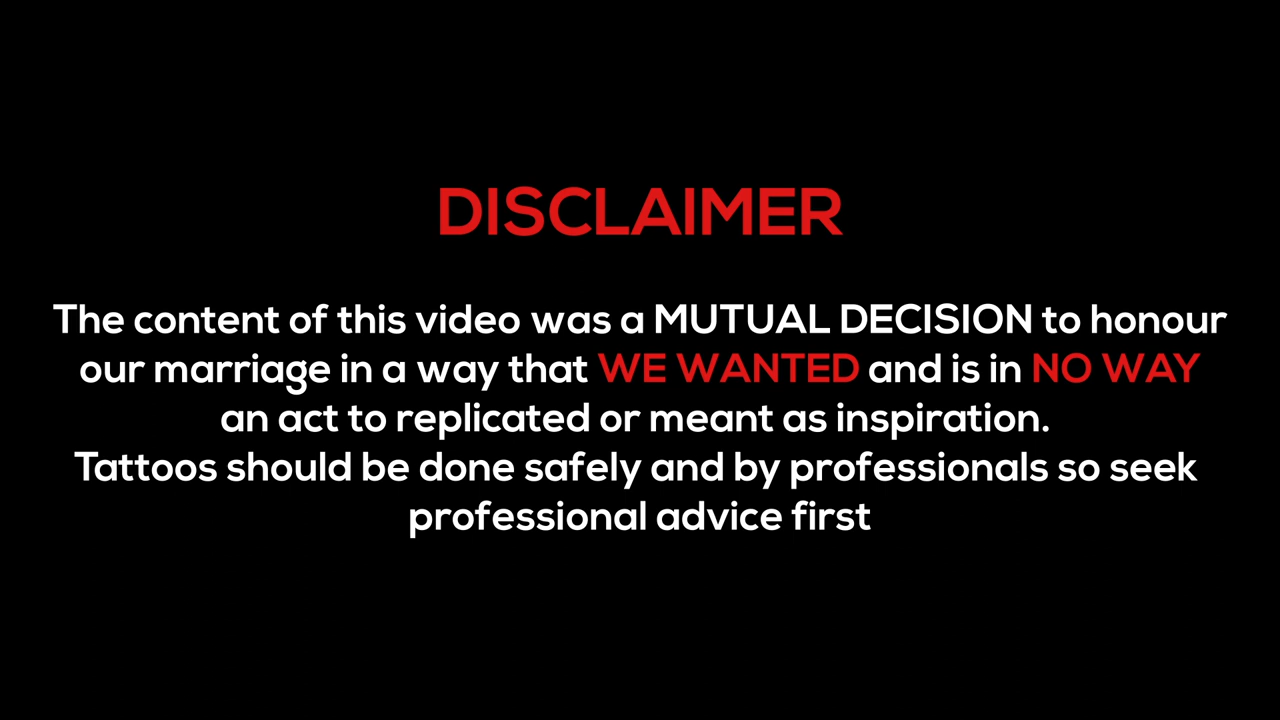 DISCLAIMER
The content of this video was a MUTUAL DECISION to honour
our marriage in a way that WE WANTED and is in NO WAY
an act to replicated or meant as inspiration.
Tattoos should be done safely and by professionals so seek
professional advice first